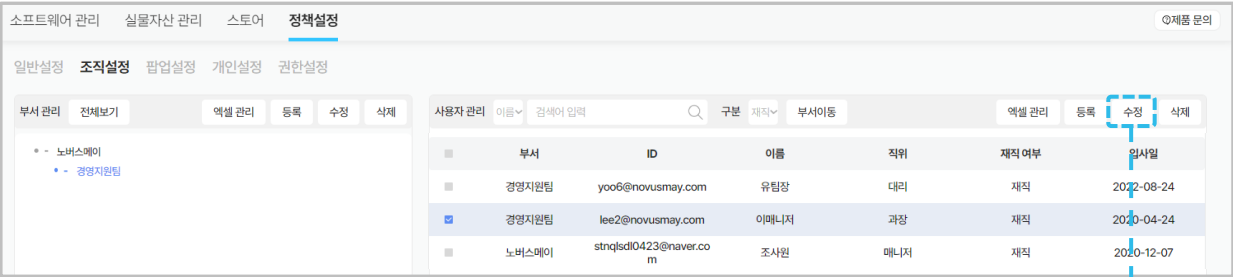 소프트웨어 관리 실물자산 관리 스토어 정책설정 제품 문의
일반설정 조직설정 팝업설정 개인설정 권한설정
부서 관리 전체보기 엑셀 관리 등록 수정 삭제 사용자 관리 이름 검색어 입력 구분 재직 부서이동 엑셀 관리 등록 수정 삭제
- 노버스메이
- 경영지원팀
부서 ID 이름 직위 재직 여부 입사일
경영지원팀 yoo6@novusmay.com 유팀장 대리 재직 2022-08-24
경영지원팀 lee2@novusmay.com 이매니저 과장 재직 2020-04-24
노버스메이 stnqlsdl0423@naver.co
m 조사원 매니저 재직 2020-12-07